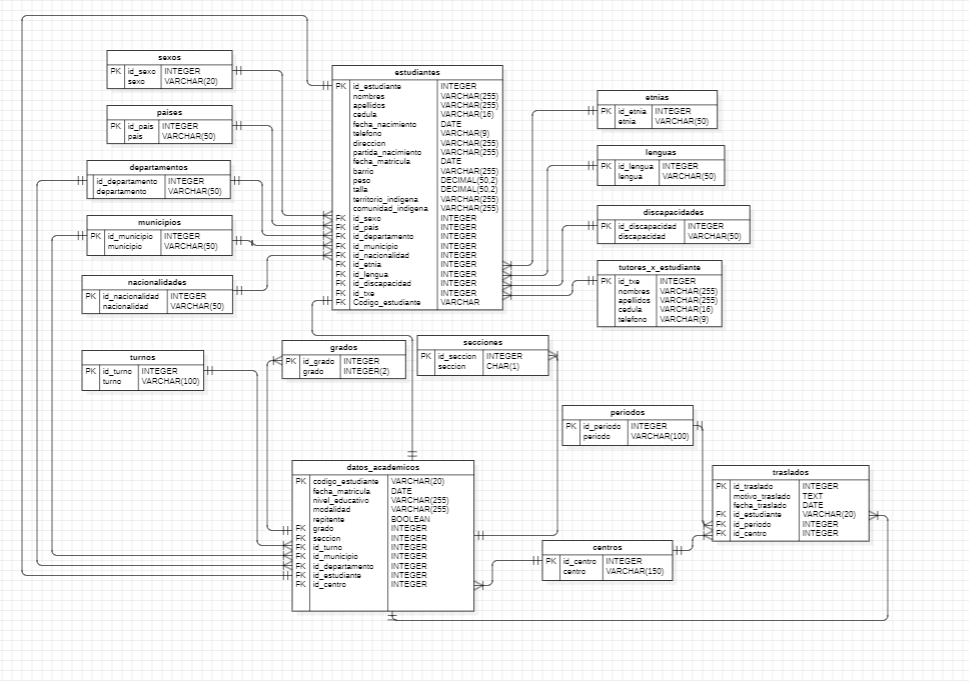 sexos
PK id_sexo INTEGER
sexo VARCHAR(20)
paises
PK id_pais INTEGER
pais VARCHAR(50)
departamentos
id_departamento INTEGER
departamento VARCHAR(50)
municipios
PK id_municipio INTEGER
municipio VARCHAR(50)
nacionalidades
PK id_nacionalidad INTEGER
nacionalidad VARCHAR(50)
turnos
PK id_turno INTEGER
turno VARCHAR(100)
estudiantes
PK id_estudiante INTEGER
nombres VARCHAR(255)
apellidos VARCHAR(255)
cedula VARCHAR(16)
fecha_nacimiento DATE
telefono VARCHAR(9)
direccion VARCHAR(255)
partida_nacimiento VARCHAR(255)
fecha_matricula DATE
barrio VARCHAR(255)
peso DECIMAL(50,2)
talla DECIMAL(50,2)
territorio_indigena VARCHAR(255)
comunidad_indigena VARCHAR(255)
FK id_sexo INTEGER
FK id_pais INTEGER
FK id_departamento INTEGER
FK id_municipio INTEGER
FK id_nacionalidad INTEGER
FK id_etnia INTEGER
FK id_lengua INTEGER
FK id_discapacidad INTEGER
FK id_txe INTEGER
FK Codigo_estudiante VARCHAR
etnias
PK id_etnia INTEGER
etnia VARCHAR(50)
lenguas
PK id_lengua INTEGER
lengua VARCHAR(50)
discapacidades
PK id_discapacidad INTEGER
discapacidad VARCHAR(50)
tutores_x_estudiante
PK id_txe INTEGER
nombres VARCHAR(255)
apellidos VARCHAR(255)
cedula VARCHAR(16)
telefono VARCHAR(9)
grados
PK id_grado INTEGER
grado INTEGER(2)
secciones
PK id_seccion INTEGER
seccion CHAR(1)
periodos
PK id_periodo INTEGER
periodo VARCHAR(100)
datos_academicos
PK codigo_estudiante VARCHAR(20)
fecha_matricula DATE
nivel_educativo VARCHAR(255)
modalidad VARCHAR(255)
repitente BOOLEAN
FK grado INTEGER
FK seccion INTEGER
FK id_turno INTEGER
FK id_municipio INTEGER
FK id_departamento INTEGER
FK id_estudiante INTEGER
FK id_centro INTEGER
traslados
PK id_traslado INTEGER
motivo_traslado TEXT
fecha_traslado DATE
FK id_estudiante VARCHAR(20)
FK id_periodo INTEGER
FK id_centro INTEGER
centros
PK id_centro INTEGER
centro VARCHAR(150)